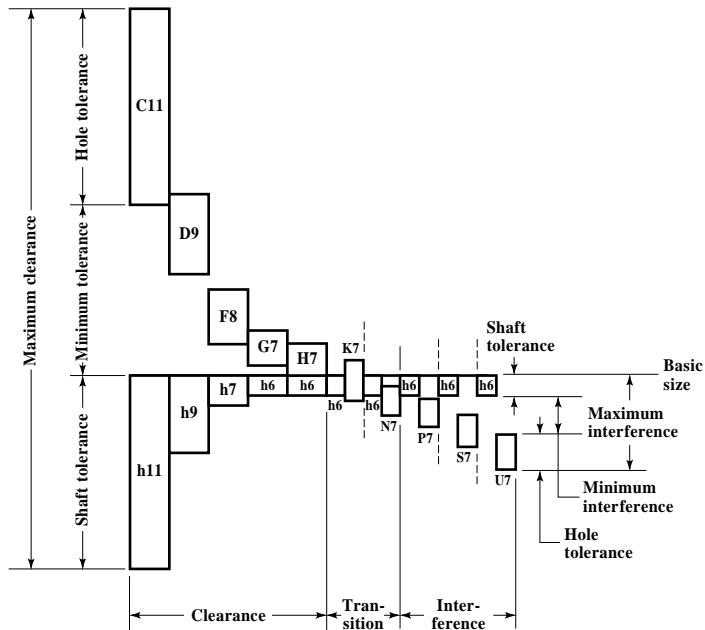 Maximum clearance
Hole tolerance
Minimum tolerance
Shaft tolerance
C11
D9
F8
G7
H7
K7
h11
h9
h7
h6
h6
h6
h6
h6
h6
h6
N7
P7
S7
U7
Shaft
tolerance
Basic
size
Maximum
interference
Minimum
interference
Hole
tolerance
Clearance
Tran-
sition
Inter-
ference